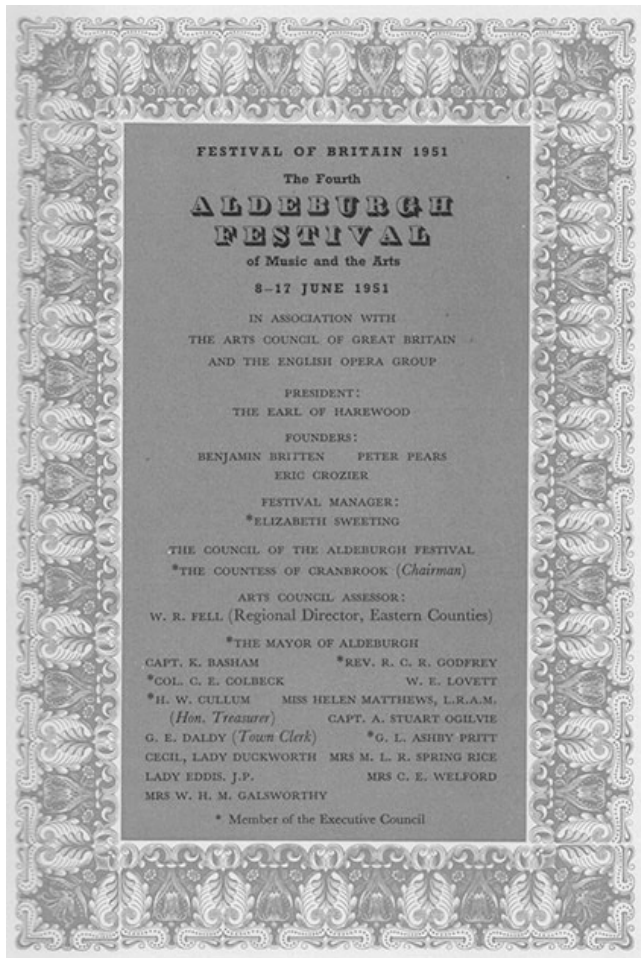 FESTIVAL OF BRITAIN 1951
The Fourth
ALDEBURGH
FESTIVAL
of Music and the Arts
8–17 JUNE 1951
IN ASSOCIATION WITH
THE ARTS COUNCIL OF GREAT BRITAIN
AND THE ENGLISH OPERA GROUP
PRESIDENT:
THE EARL OF HAREWOOD
FOUNDERS:
BENJAMIN BRITTEN PETER PEARS
ERIC CROZIER
FESTIVAL MANAGER:
*ELIZABETH SWEETING
THE COUNCIL OF THE ALDEBURGH FESTIVAL
*THE COUNTESS OF CRANBROOK (Chairman)
ARTS COUNCIL ASSESSOR:
W. R. FELL (Regional Director, Eastern Counties)
*THE MAYOR OF ALDEBURGH
CAPT. K. BASHAM *REV. R. C. R. GODFREY
*COL. C. E. COLBECK W. E. LOVETT
*H. W. CULLUM MISS HELEN MATTHEWS, L.R.A.M.
(Hon. Treasurer) CAPT. A. STUART OGILVIE
G. E. DALDY (Town Clerk) *G. L. ASHBY PRITT
CECIL, LADY DUCKWORTH MRS M. L. R. SPRING RICE
LADY EDDIS, J.P. MRS C. E. WELFORD
MRS W. H. M. GALSWORTHY
* Member of the Executive Council